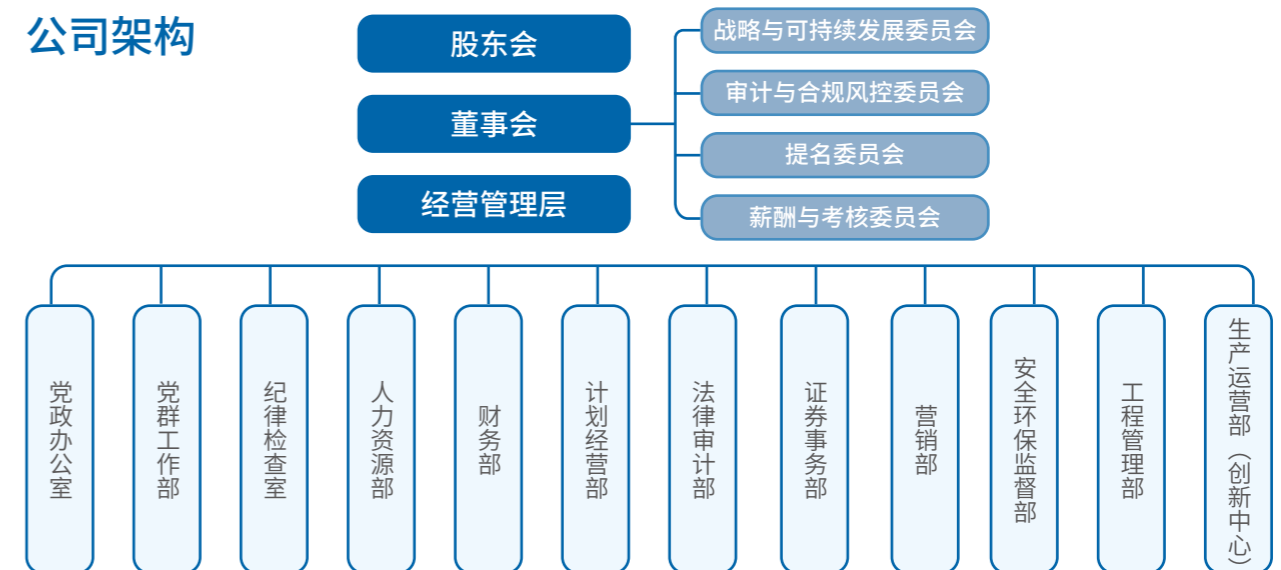 公司架构
股东会
董事会
经营管理层
战略与可持续发展委员会
审计与合规风控委员会
提名委员会
薪酬与考核委员会
党政办公室
党群工作部
纪律检查室
人力资源部
财务部
计划经营部
法律审计部
证券事务部
营销部
安全环保监督部
工程管理部
生产运营部（创新中心）